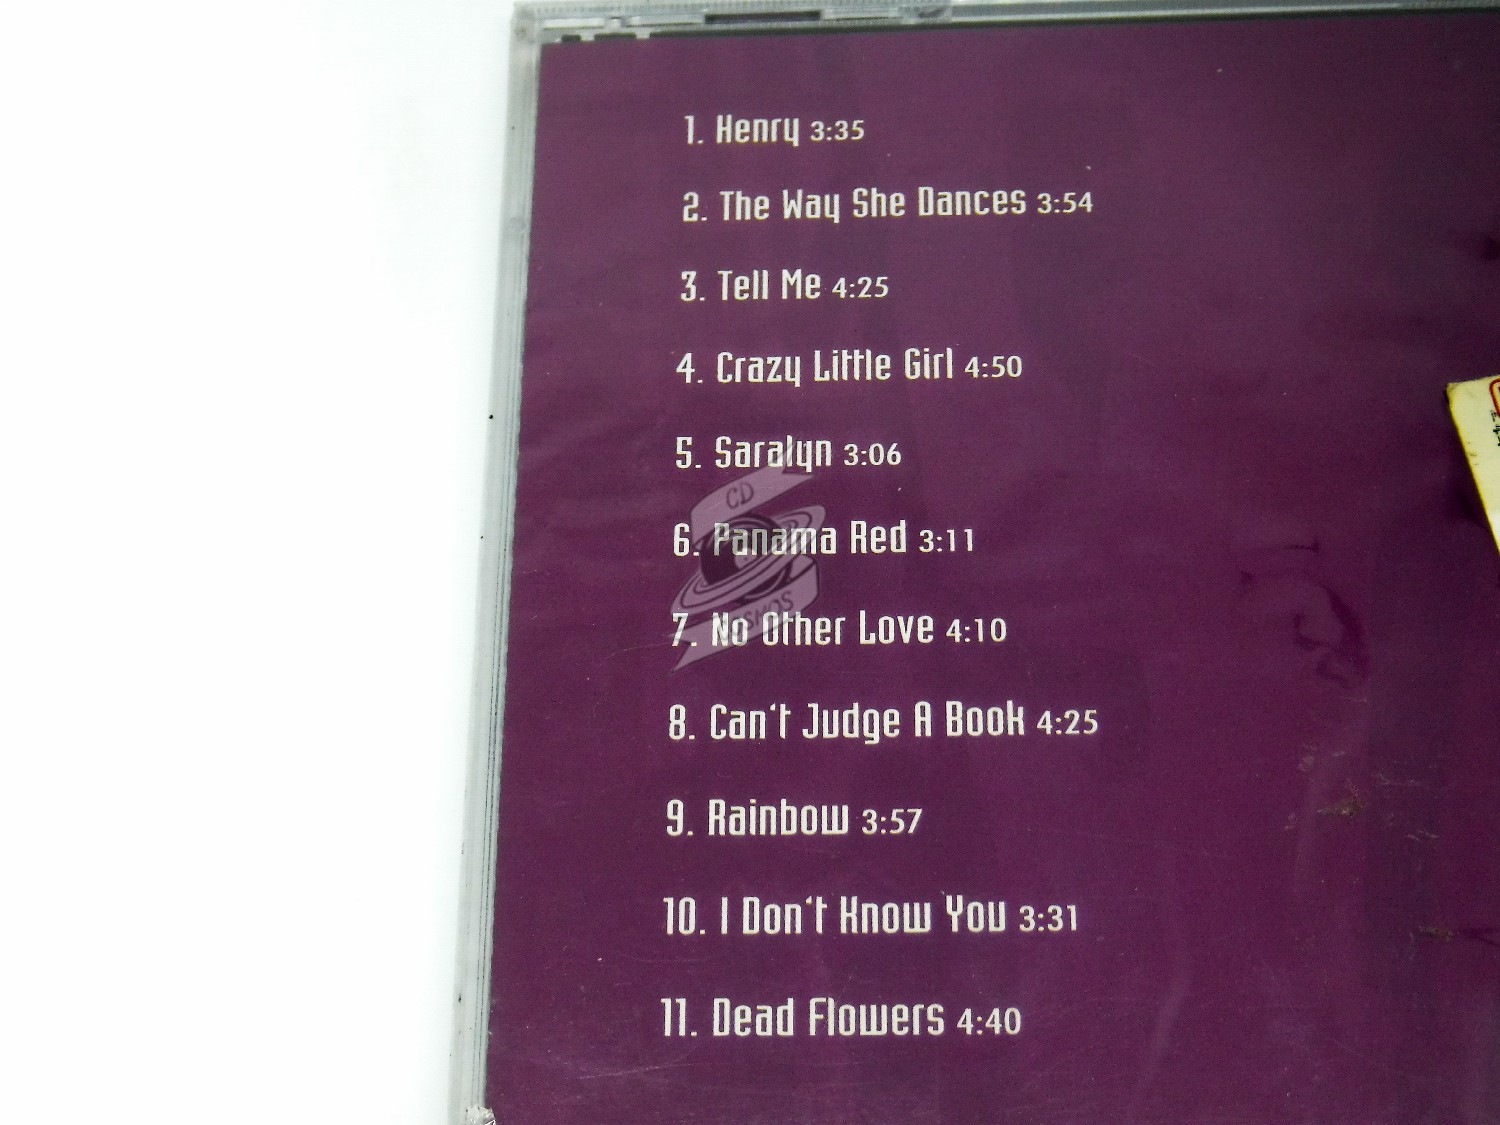 1. Henry 3:35
2. The Way She Dances 3:54
3. Tell Me 4:25
4. Crazy Little Girl 4:50
5. Saralyn 3:06
CD
6. Panama Red 3:11
7. No Other Love 4:10
8. Can't Judge A Book 4:25
9. Rainbow 3:57
10. I Don't Know You 3:31
11. Dead Flowers 4:40